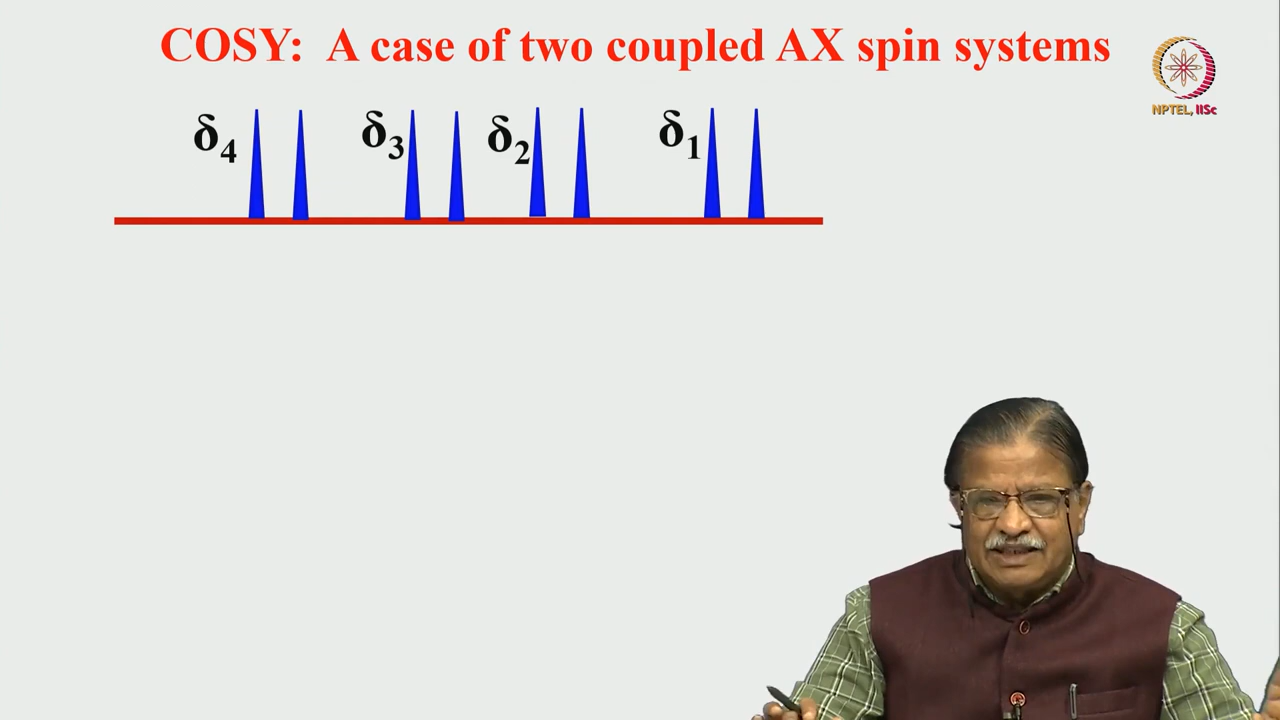 COSY: A case of two coupled AX spin systems
NPTEL, IISc
δ4 δ3 δ2 δ1